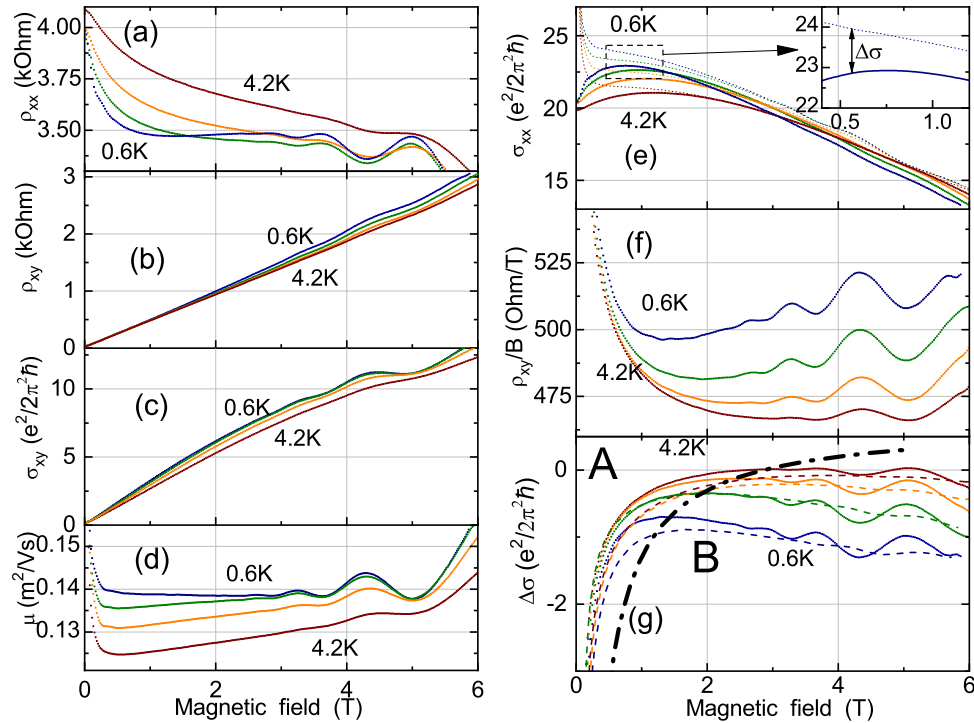 (a)
ρxx (kOhm)
4.00
3.75
3.50
4.2K
0.6K
(b)
ρxy (kOhm)
3
2
1
0
0.6K
4.2K
(c)
σxy (e²/2π²ħ)
10
5
0
0.6K
4.2K
(d)
μ (m²/Vs)
0.15
0.14
0.13
0.6K
4.2K
0 2 4 6
Magnetic field (T)
(e)
σxx (e²/2π²ħ)
27
24
21
18
15
0.6K
4.2K
24
23
22
Δσ
0.5 1.0
(f)
ρxy/B (Ohm/T)
525
500
475
0.6K
4.2K
(g)
Δσ (e²/2π²ħ)
0
-2
A
B
4.2K
0.6K
0 2 4 6
Magnetic field (T)